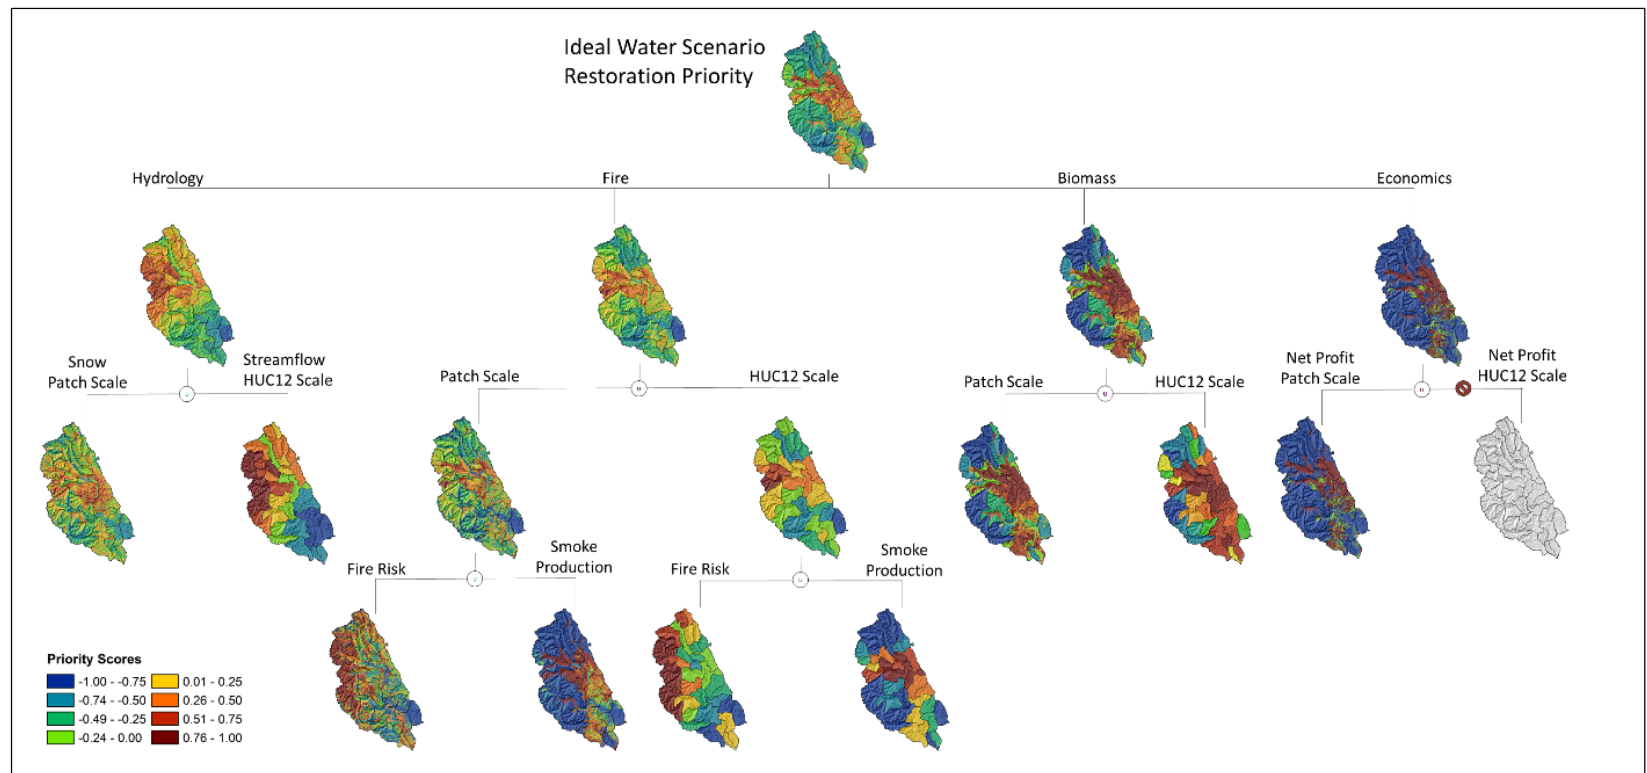 Ideal Water Scenario
Restoration Priority
Hydrology
Fire
Biomass
Economics
Snow
Patch Scale
Streamflow
HUC12 Scale
Patch Scale
HUC12 Scale
Patch Scale
HUC12 Scale
Net Profit
Patch Scale
Net Profit
HUC12 Scale
Fire Risk
Smoke
Production
Fire Risk
Smoke
Production
Priority Scores
-1.00 - -0.75
0.01 - 0.25
-0.74 - -0.50
0.26 - 0.50
-0.49 - -0.25
0.51 - 0.75
-0.24 - 0.00
0.76 - 1.00